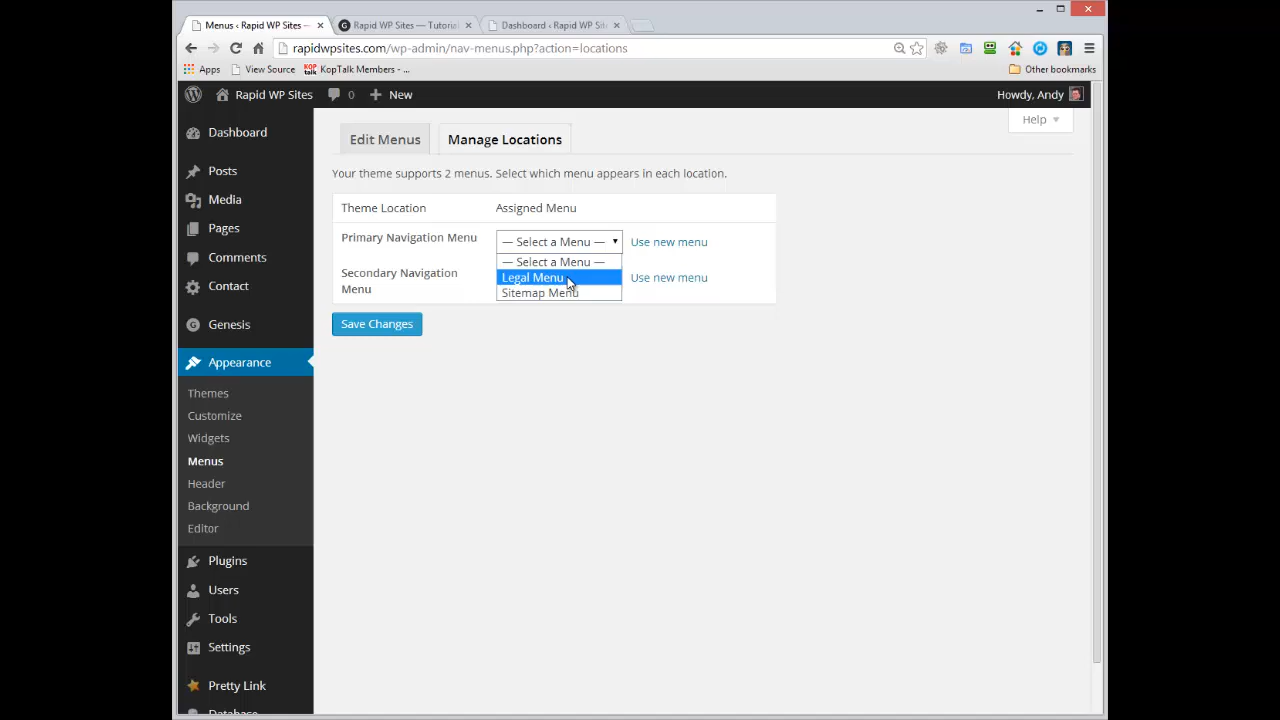 Menus ‹ Rapid WP Sites —
Rapid WP Sites — Tutorial
Dashboard ‹ Rapid WP Site
rapidwpsites.com/wp-admin/nav-menus.php?action=locations
Apps
View Source
KOP talk
KopTalk Members - ...
Other bookmarks
Rapid WP Sites
0
New
Howdy, Andy
Help
Dashboard
Posts
Media
Pages
Comments
Contact
Genesis
Appearance
Themes
Customize
Widgets
Menus
Header
Background
Editor
Plugins
Users
Tools
Settings
Pretty Link
Database
Edit Menus
Manage Locations
Your theme supports 2 menus. Select which menu appears in each location.
Theme Location
Assigned Menu
Primary Navigation Menu
— Select a Menu —
Use new menu
— Select a Menu —
Legal Menu
Sitemap Menu
Secondary Navigation
Menu
Use new menu
Save Changes